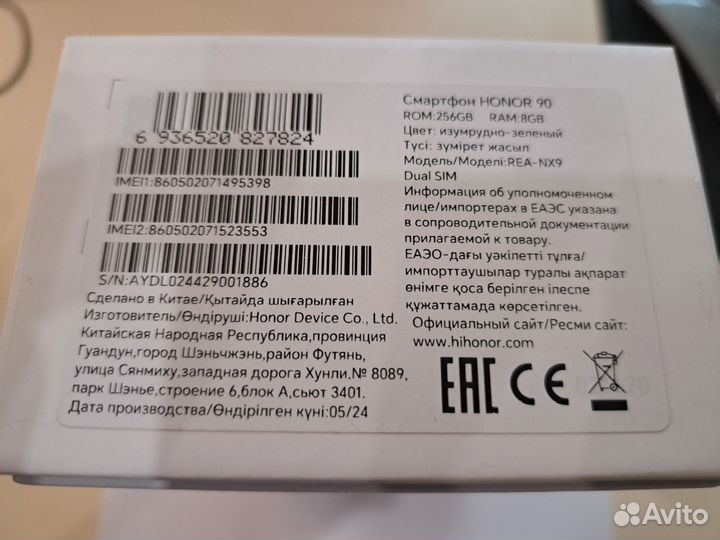 6 936520 827824
IMEI1:860502071495398
IMEI2:860502071523553
S/N:AYDL024429001886
Сделано в Китае/Қытайда шығарылған
Изготовитель/Өндіруші:Honor Device Co., Ltd.
Китайская Народная Республика,провинция
Гуандун,город Шэньчжэнь,район Футянь,
улица Сянмиху,западная дорога Хунли.№ 8089,
парк Шэнье,строение 6,блок А,сьют 3401.
Дата производства/Өндірілген күні:05/24
Смартфон HONOR 90
ROM:256GB RAM:8GB
Цвет: изумрудно-зеленый
Түсі: зүмірет жасыл
Модель/Моделі:REA-NX9
Dual SIM
Информация об уполномоченном
лице/импортерах в ЕАЭС указана
в сопроводительной документации
прилагаемой к товару.
ЕАЭО-дағы уәкілетті тұлға/
импорттаушылар туралы ақпарат
өнімге қоса берілген ілеспе
құжаттамада көрсетілген.
Официальный сайт/Ресми сайт:
www.hihonor.com
EAC CE
Avito